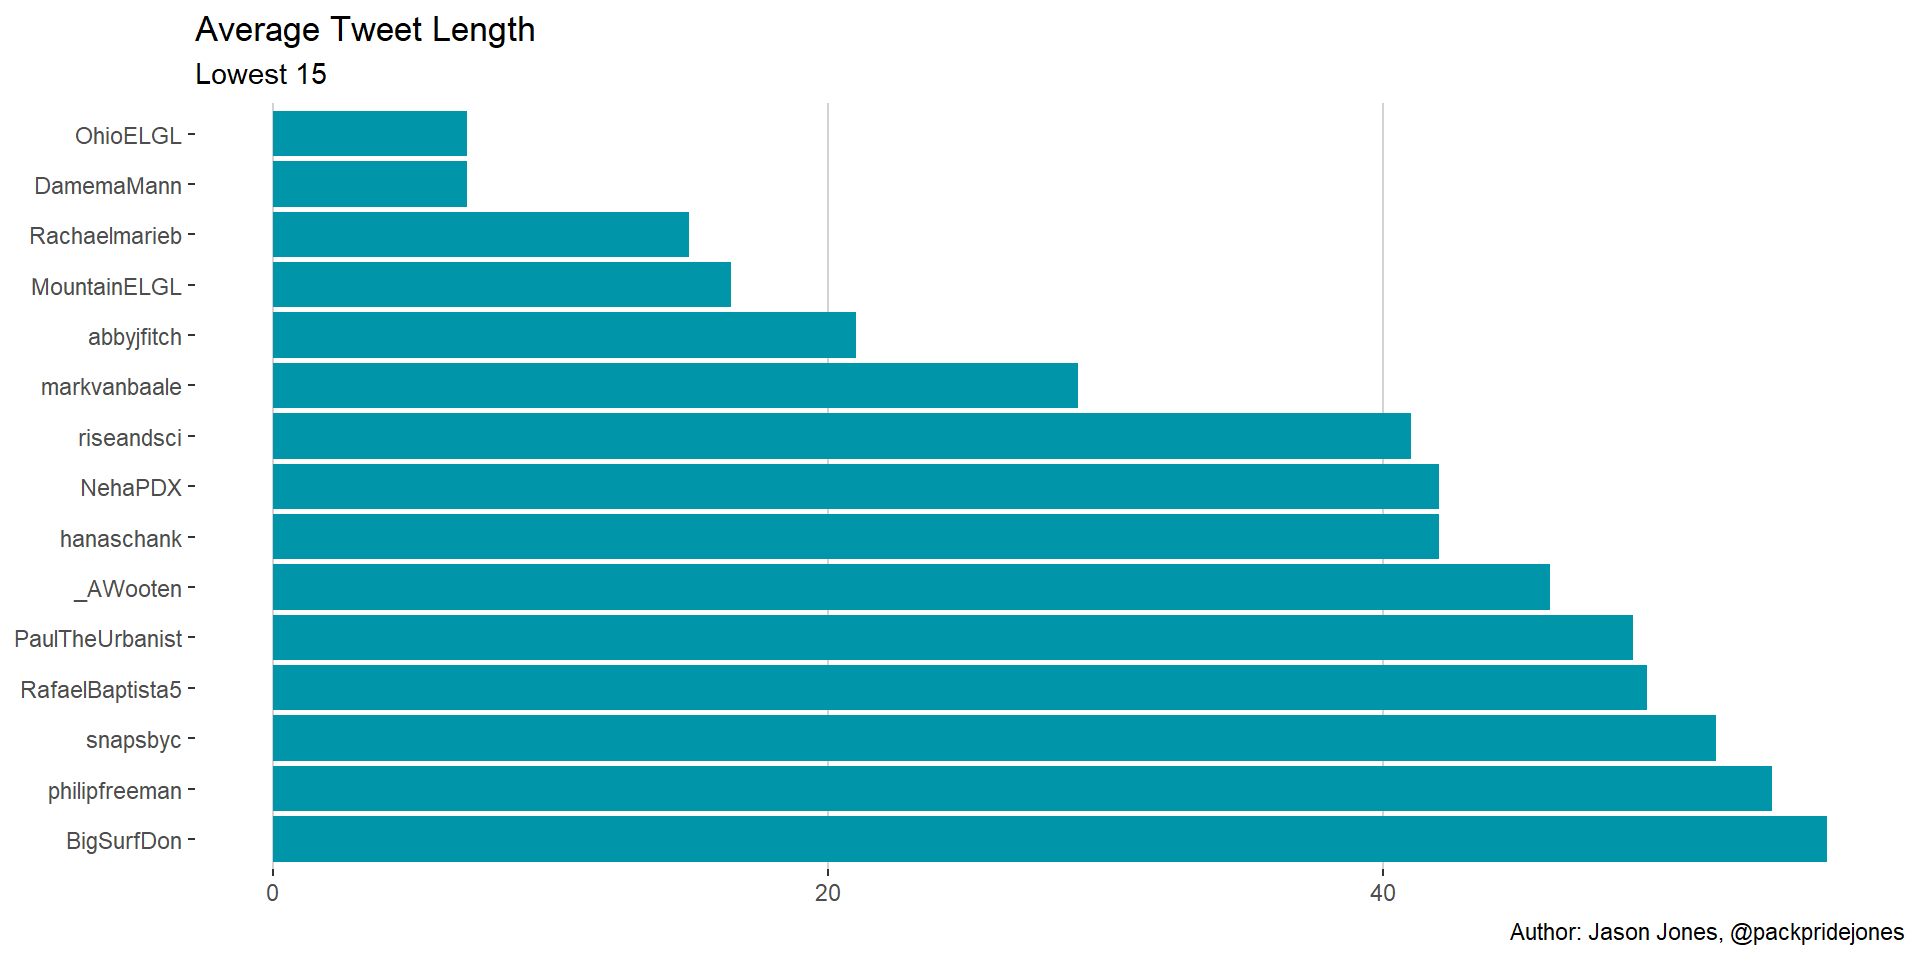 Average Tweet Length
Lowest 15
OhioELGL
DamemaMann
Rachaelmarieb
MountainELGL
abbyjfitch
markvanbaale
riseandsci
NehaPDX
hanaschank
_AWooten
PaulTheUrbanist
RafaelBaptista5
snapsbyc
philipfreeman
BigSurfDon
0 20 40
Author: Jason Jones, @packpridejones